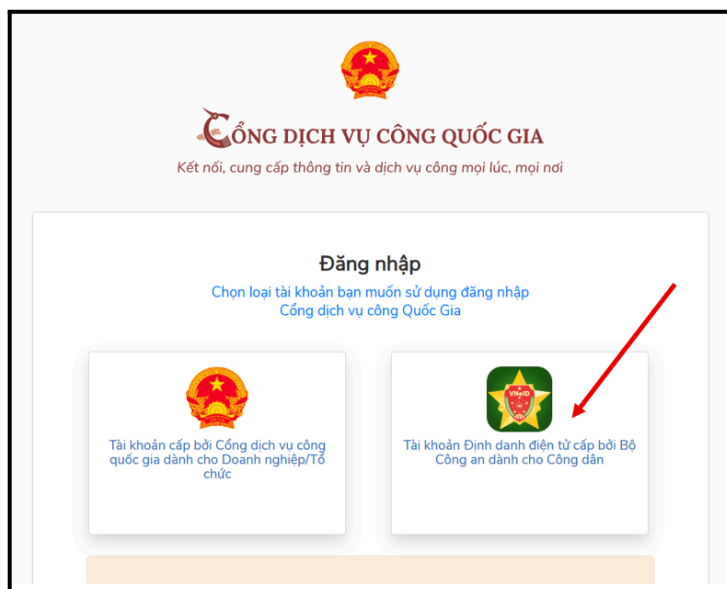 CỔNG DỊCH VỤ CÔNG QUỐC GIA
Kết nối, cung cấp thông tin và dịch vụ công mọi lúc, mọi nơi
Đăng nhập
Chọn loại tài khoản bạn muốn sử dụng đăng nhập
Cổng dịch vụ công Quốc Gia
Tài khoản cấp bởi Cổng dịch vụ công
quốc gia dành cho Doanh nghiệp/Tổ
chức
VNeID
Tài khoản Định danh điện tử cấp bởi Bộ
Công an dành cho Công dân